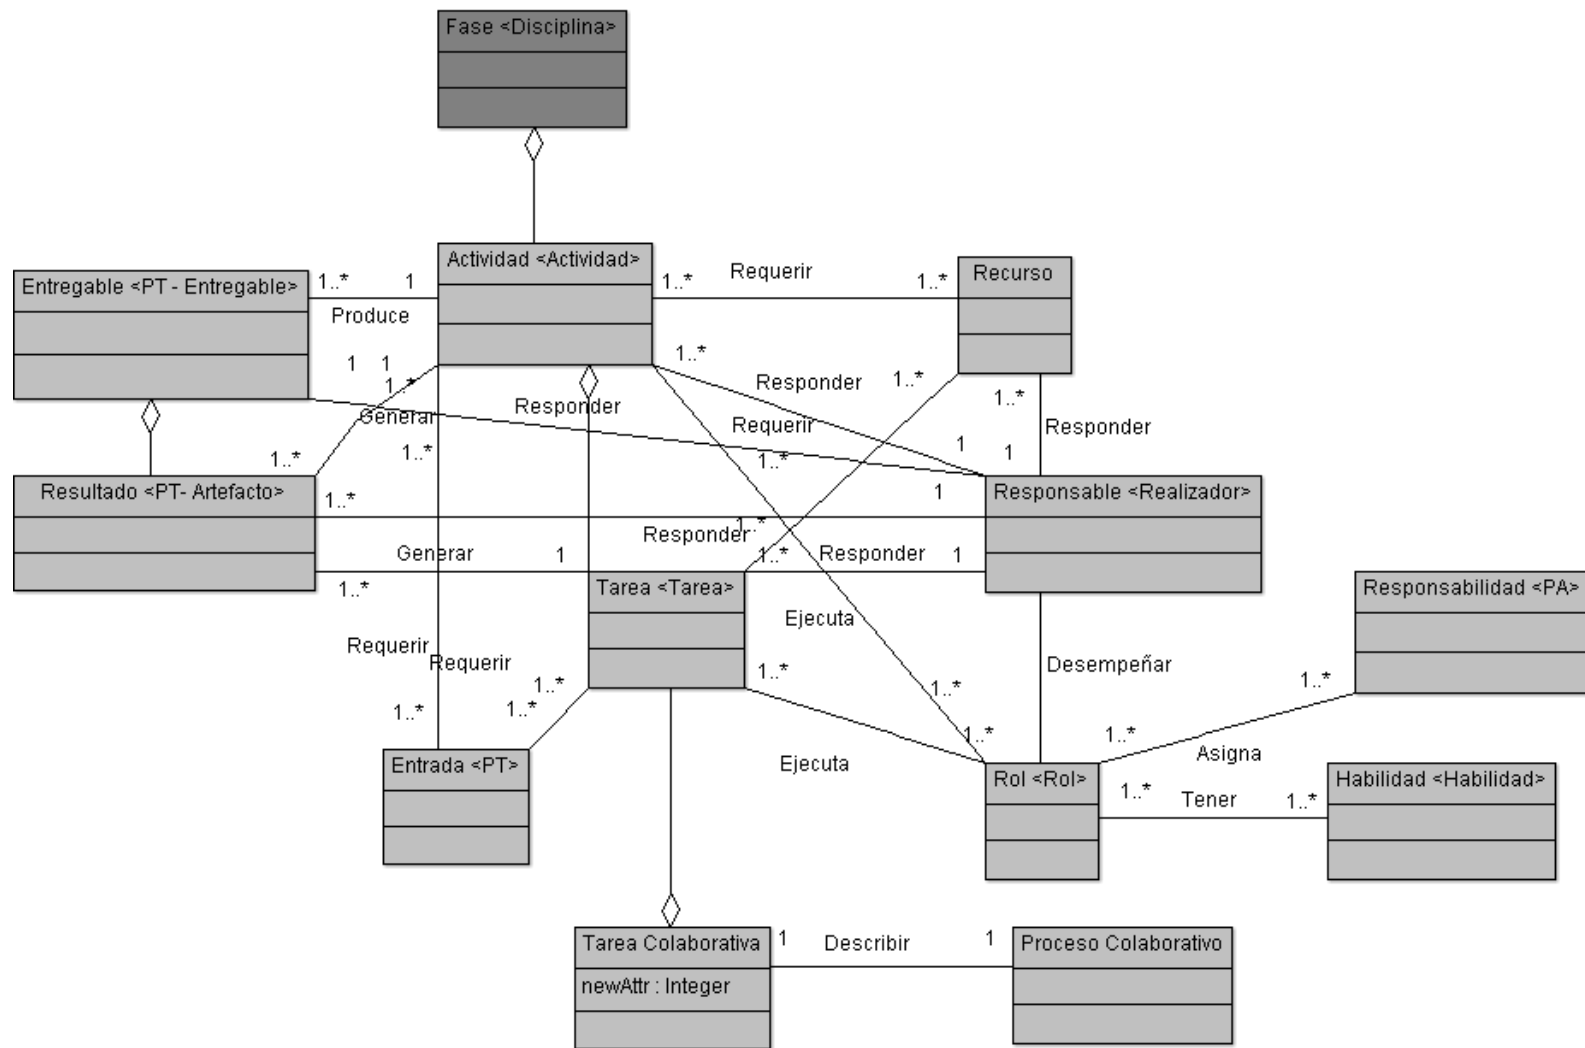 Fase <Disciplina>
Actividad <Actividad>
Entregable <PT - Entregable>
1..*
1
Produce
1..*
Requerir
1..*
Recurso
1
1
1..*
Generar
1..*
1..*
Responder
1..*
Responder
Requerir
1..*
1..*
1..*
Responder
1
1
1..*
Resultado <PT- Artefacto>
1..*
1
Responsable <Realizador>
Responder
1..*
Generar
1
1..*
Responder
1
1..*
Tarea <Tarea>
Responsabilidad <PA>
Ejecuta
Requerir
Requerir
1..*
Desempeñar
1..*
1..*
1..*
1..*
1..*
1..*
1..*
Asigna
Entrada <PT>
Ejecuta
Rol <Rol>
1..*
Tener
1..*
Habilidad <Habilidad>
Tarea Colaborativa
newAttr : Integer
1
Describir
1
Proceso Colaborativo